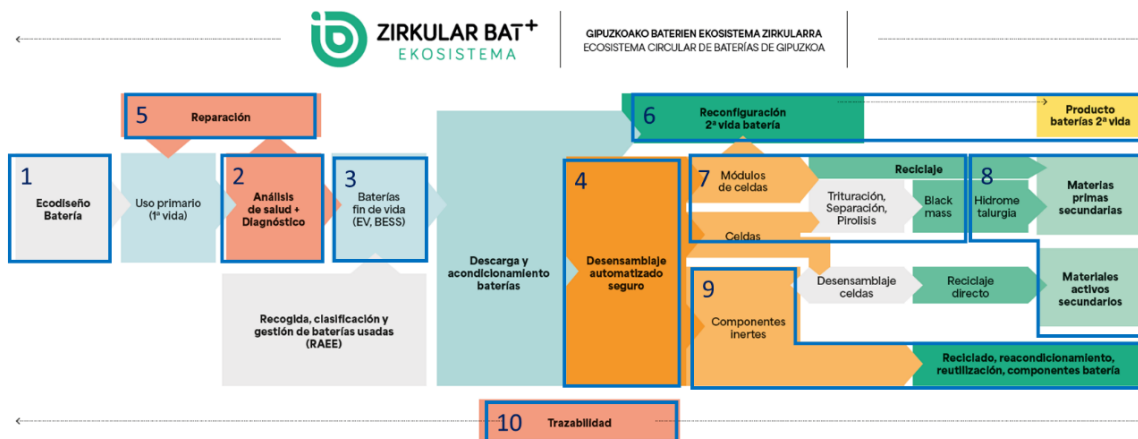 ZIRKULAR BAT+
EKOSISTEMA
GIPUZKOAKO BATERIEN EKOSISTEMA ZIRKULARRA
ECOSISTEMA CIRCULAR DE BATERÍAS DE GIPUZKOA
5
Reparación
6
Reconfiguración
2ª vida batería
Producto
baterías 2ª vida
1
Ecodiseño
Batería
Uso primario
(1ª vida)
2
Análisis
de salud +
Diagnóstico
3
Baterías
fin de vida
(EV, BESS)
Descarga y
acondicionamiento
baterías
4
Desensamblaje
automatizado
seguro
7
Módulos
de celdas
Celdas
Reciclaje
Trituración,
Separación,
Pirolisis
Black
mass
8
Hidrome
talurgia
Materias
primas
secundarias
Desensamblaje
celdas
Reciclaje
directo
Materiales
activos
secundarios
Recogida, clasificación y
gestión de baterías usadas
(RAEE)
9
Componentes
inertes
Reciclado, reacondicionamiento,
reutilización, componentes batería
10
Trazabilidad